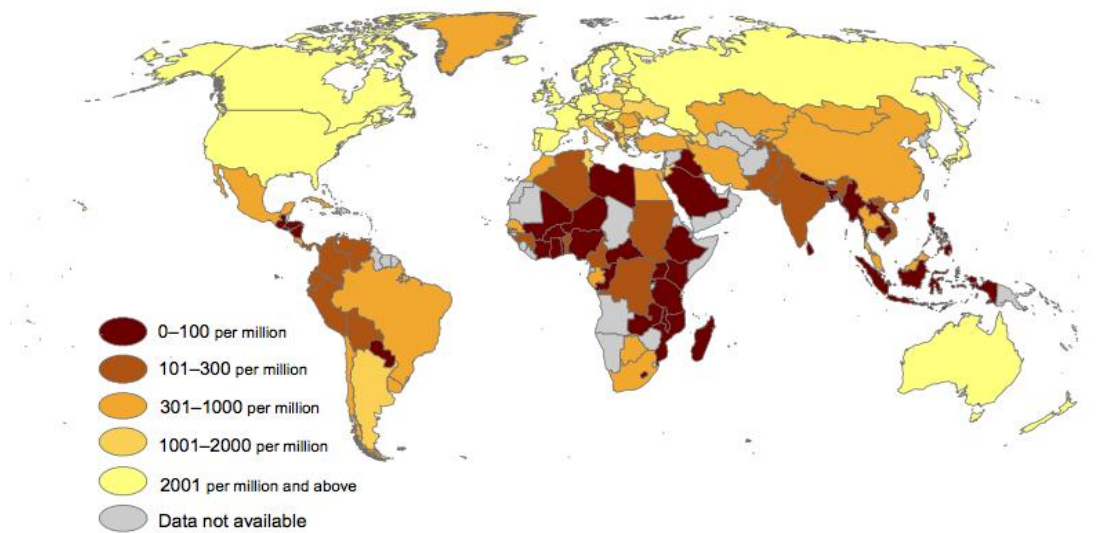 0–100 per million
101–300 per million
301–1000 per million
1001–2000 per million
2001 per million and above
Data not available